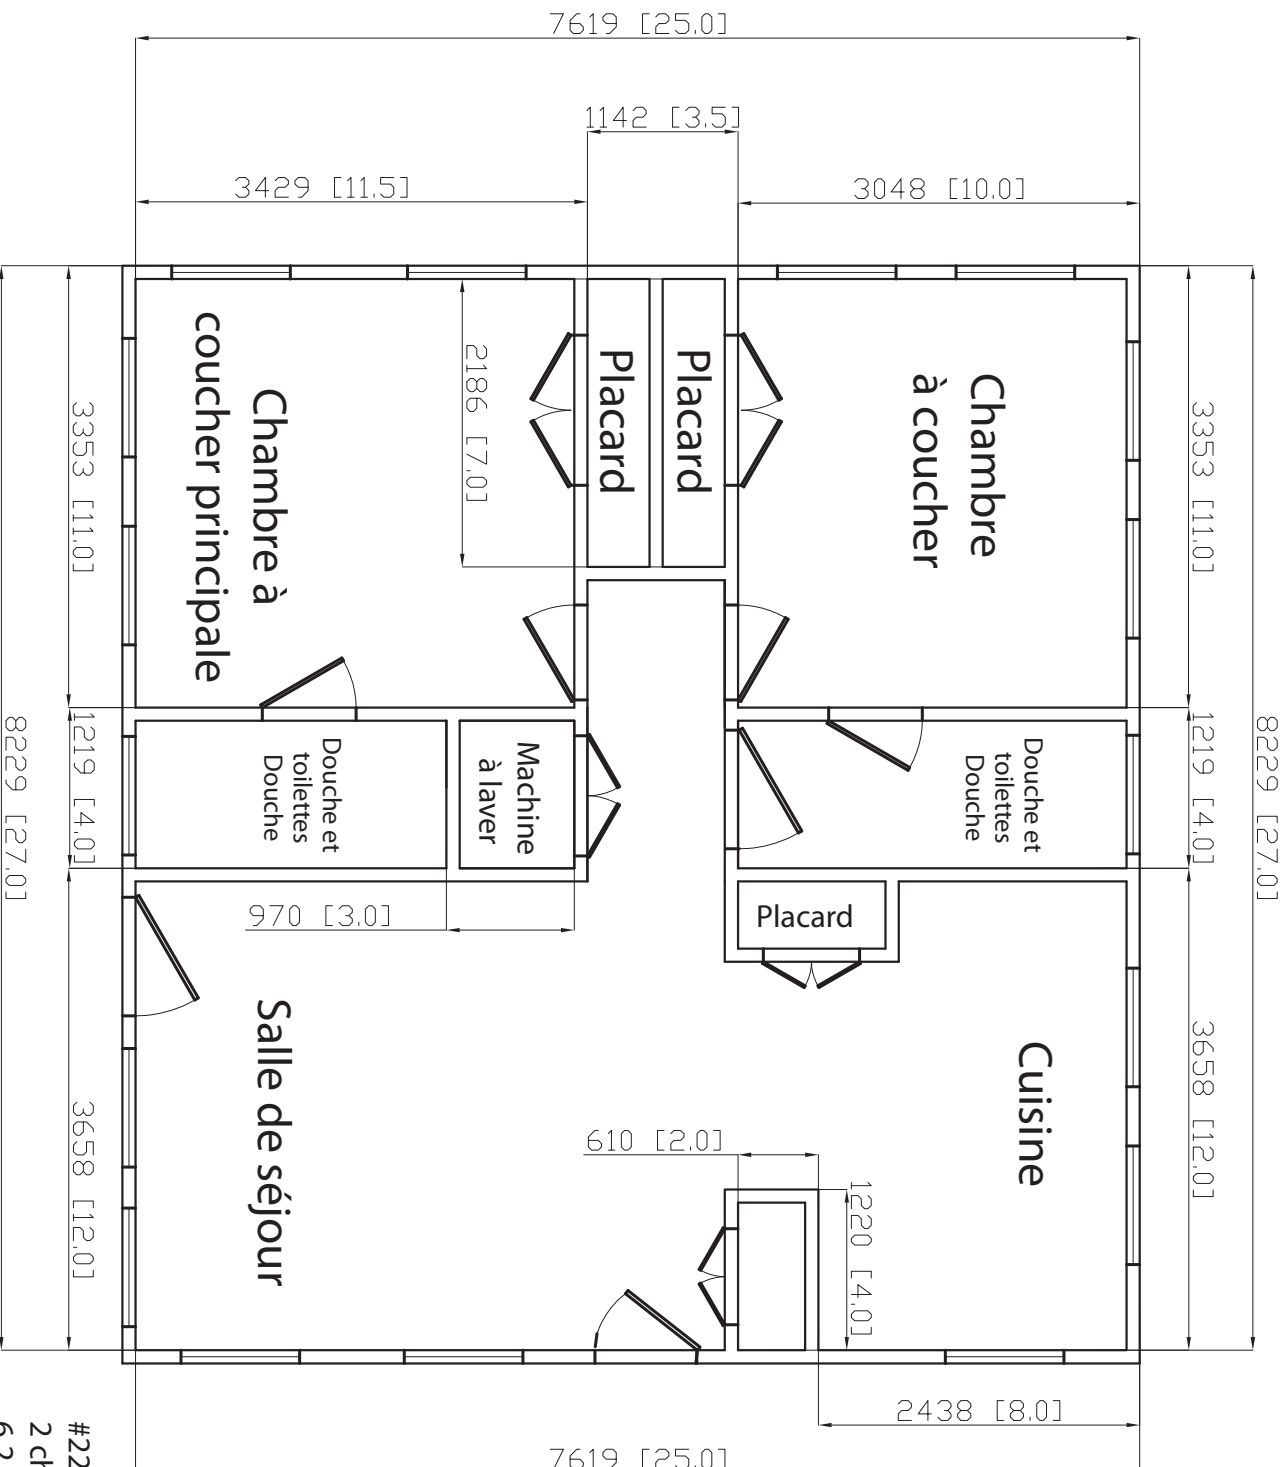 7619 [25.0]
1142 [3.5]
3429 [11.5]
3048 [10.0]
8229 [27.0]
3353 [11.0]
1219 [4.0]
3658 [12.0]
Chambre
à coucher
Placard
Placard
2186 [7.0]
Chambre à
coucher principale
3353 [11.0]
1219 [4.0]
3658 [12.0]
8229 [27.0]
Douche et
toilettes
Douche
Machine
à laver
Douche et
toilettes
Douche
970 [3.0]
Placard
Cuisine
Salle de séjour
610 [2.0]
1220 [4.0]
2438 [8.0]
7619 [25.0]
#22
2 ch